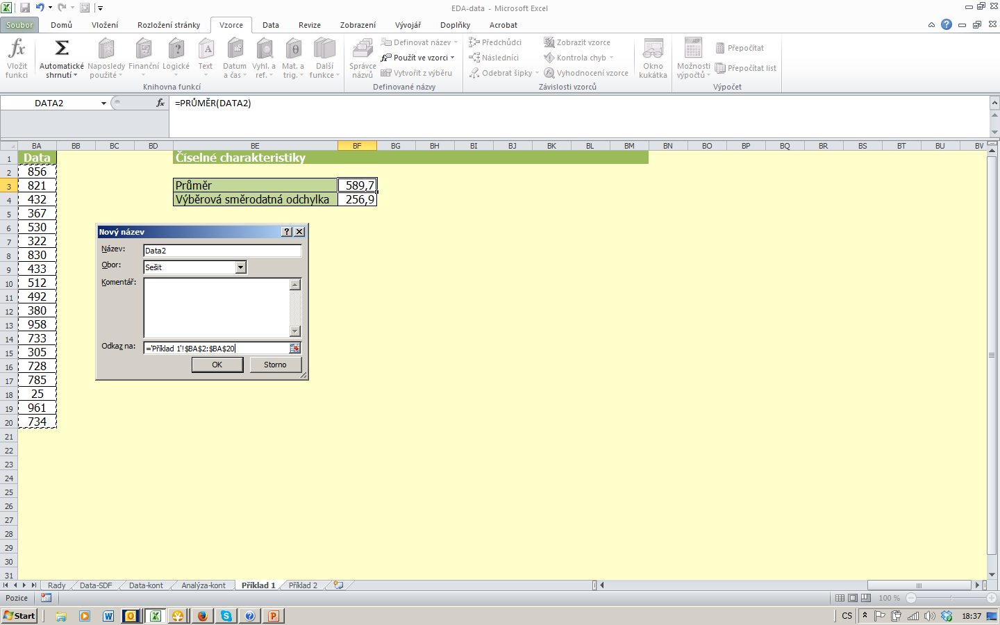 EDA-data - Microsoft Excel
Soubor Domů Vložení Rozložení stránky Vzorce Data Revize Zobrazení Vývojář Doplňky Acrobat
fx Σ ? A θ
Vložit funkci
Automatické shrnutí
Naposledy použité
Finanční
Logické
Text
Datum a čas
Vyhl. a ref.
Mat. a trig.
Další funkce
Knihovna funkcí
Správce názvů
Definovat název
Použít ve vzorci
Vytvořit z výběru
Definované názvy
Předchůdci
Následníci
Odebrat šipky
Zobrazit vzorce
Kontrola chyb
Vyhodnocení vzorce
Závislosti vzorců
Okno kukátka
Možnosti výpočtů
Přepočítat
Přepočítat list
Výpočet
DATA2 fx =PRŮMĚR(DATA2)
BA BB BC BD BE BF BG BH BI BJ BK BL BM BN BO BP BQ BR BS BT BU BV
1 Data Číselné charakteristiky
2 856
3 821 Průměr 589,7
4 432 Výběrová směrodatná odchylka 256,9
5 367
6 530
7 322
8 830
9 433
10 512
11 492
12 380
13 958
14 733
15 305
16 728
17 785
18 25
19 961
20 734
21
22
23
24
25
26
27
28
29
30
31
Nový název
Název: Data2
Obor: Sešit
Komentář:
Odkaz na: ='Příklad 1'!$BA$2:$BA$20
OK Storno
Rady Data-SDF Data-kont Analýza-kont Příklad 1 Příklad 2
Pozice 100 %
Start CS 18:37